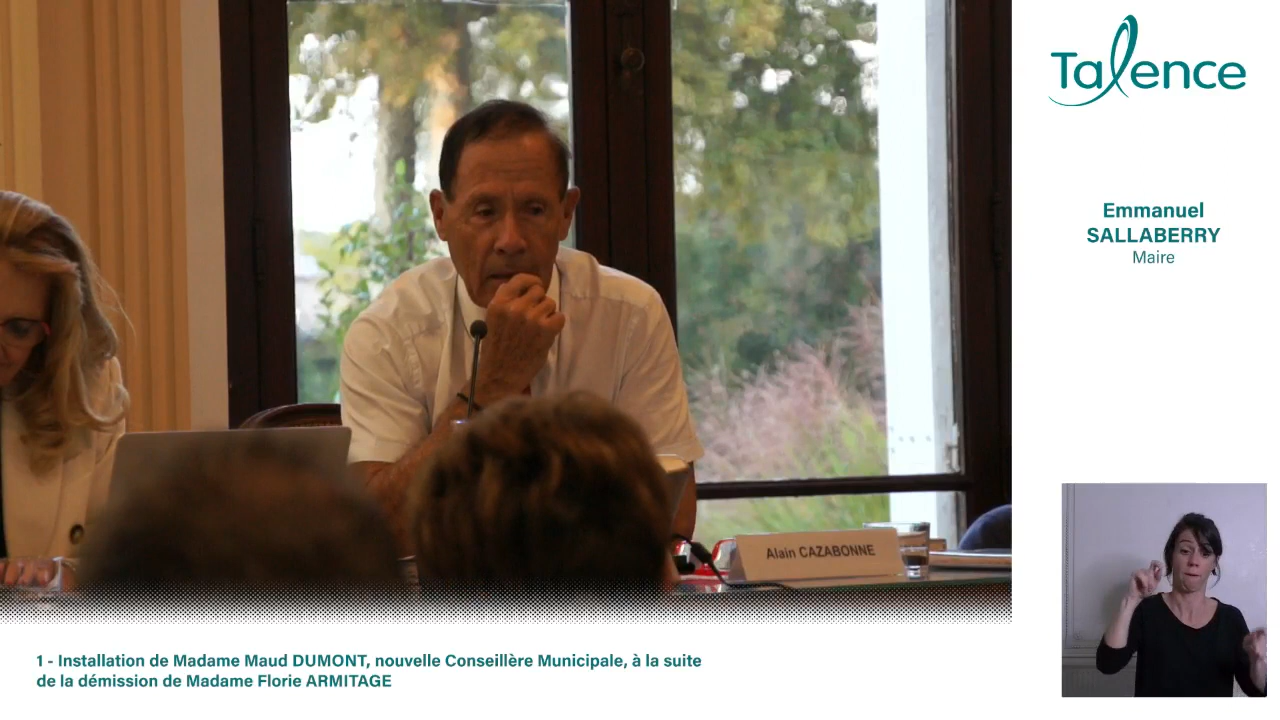 Talence
Emmanuel
SALLABERRY
Maire
Alain CAZABONNE
1 - Installation de Madame Maud DUMONT, nouvelle Conseillère Municipale, à la suite
de la démission de Madame Florie ARMITAGE